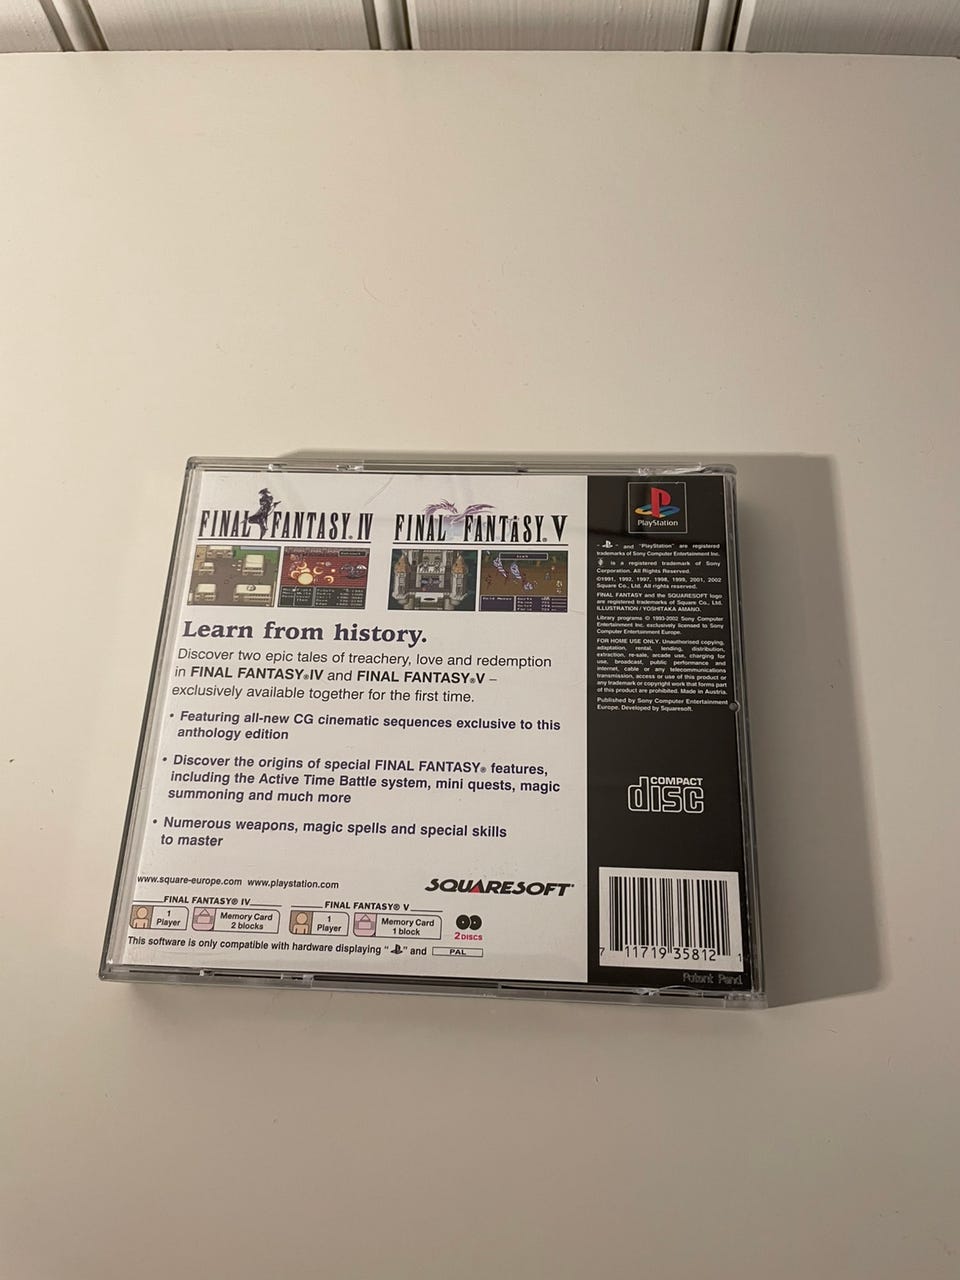 FINAL FANTASY. IV
FINAL FANTASY. V
Learn from history.
Discover two epic tales of treachery, love and redemption
in FINAL FANTASY®IV and FINAL FANTASY®V –
exclusively available together for the first time.
• Featuring all-new CG cinematic sequences exclusive to this
anthology edition
• Discover the origins of special FINAL FANTASY® features,
including the Active Time Battle system, mini quests, magic
summoning and much more
• Numerous weapons, magic spells and special skills
to master
www.square-europe.com www.playstation.com
SQUARESOFT
FINAL FANTASY® IV
1
Player
Memory Card
2 blocks
FINAL FANTASY® V
1
Player
Memory Card
1 block
2 DISCS
This software is only compatible with hardware displaying " " and PAL
PlayStation
" " and "PlayStation" are registered
trademarks of Sony Computer Entertainment Inc.
is a registered trademark of Sony
Corporation. All Rights Reserved.
©1991, 1992, 1997, 1998, 1999, 2001, 2002
Square Co., Ltd. All rights reserved.
FINAL FANTASY and the SQUARESOFT logo
are registered trademarks of Square Co., Ltd.
ILLUSTRATION / YOSHITAKA AMANO.
Library programs © 1993-2002 Sony Computer
Entertainment Inc. exclusively licensed to Sony
Computer Entertainment Europe.
FOR HOME USE ONLY. Unauthorised copying,
adaptation, rental, lending, distribution,
extraction, re-sale, arcade use, charging for
use, broadcast, public performance and
internet, cable or any telecommunications
transmission, access or use of this product or
any trademark or copyright work that forms part
of this product are prohibited. Made in Austria.
Published by Sony Computer Entertainment
Europe. Developed by Squaresoft.
COMPACT
disc
7 11719 35812 1
Patent Pend.